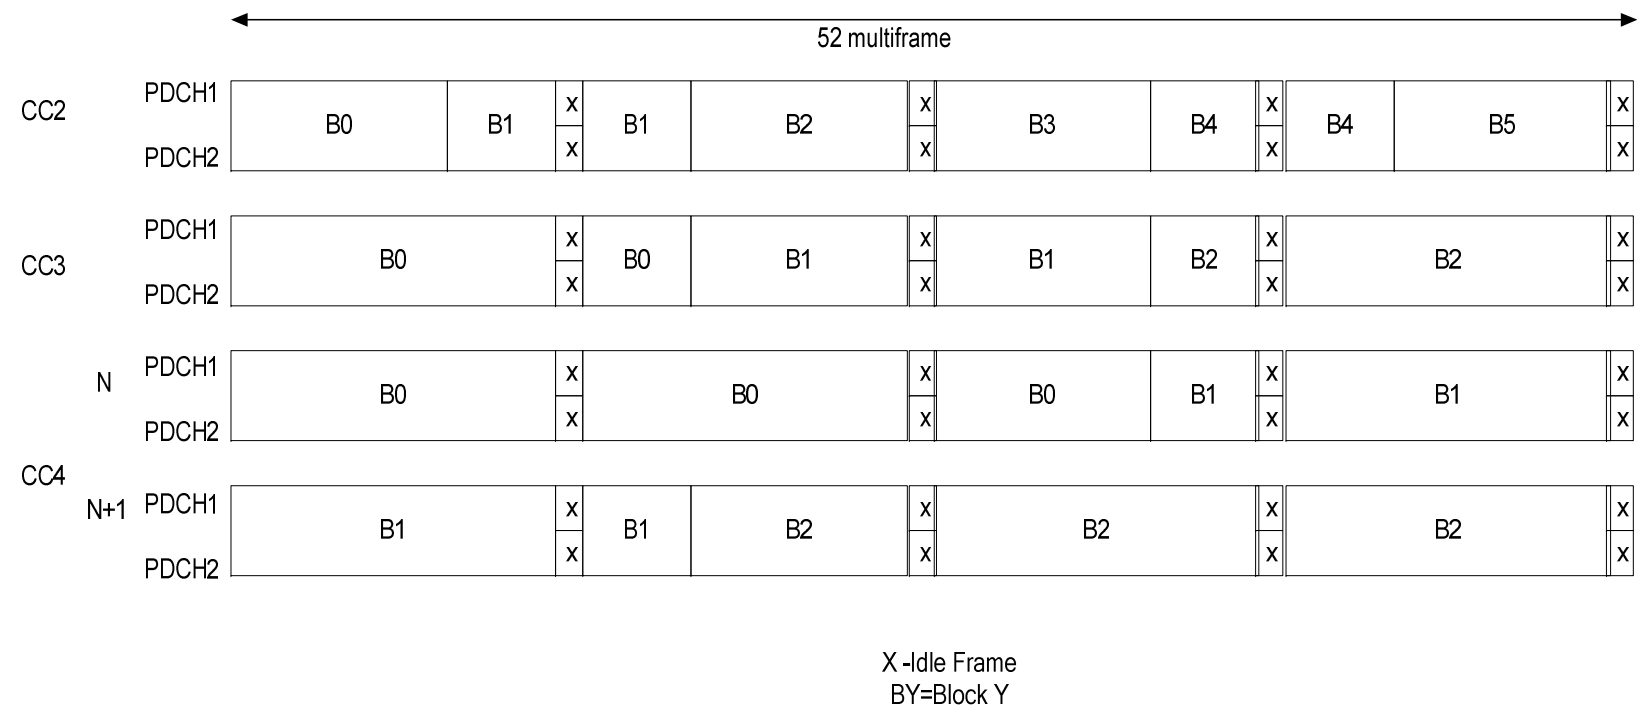 52 multiframe
CC2
PDCH1
PDCH2
B0 B1 X X B1 B2 X X B3 B4 X X B4 B5 X X
CC3
PDCH1
PDCH2
B0 X X B0 B1 X X B1 B2 X X B2 X X
CC4
N
PDCH1
PDCH2
B0 X X B0 X X B0 B1 X X B1 X X
N+1
PDCH1
PDCH2
B1 X X B1 B2 X X B2 X X B2 X X
X -Idle Frame
BY=Block Y